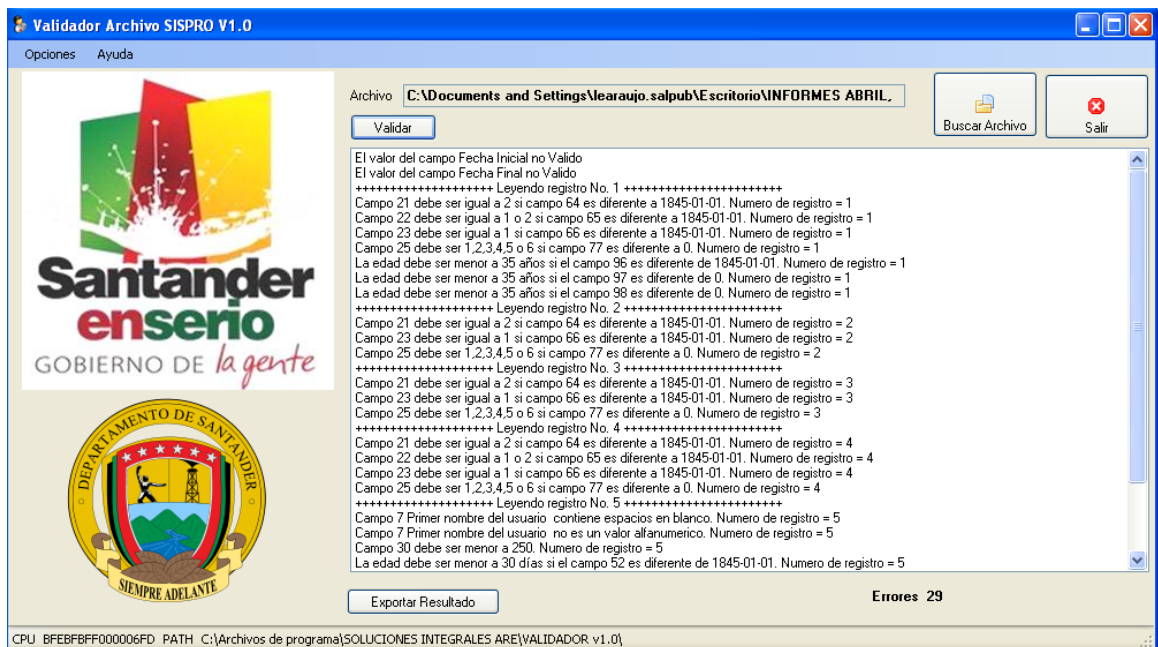 Validador Archivo SISPRO V1.0
Opciones Ayuda
Archivo C:\Documents and Settings\learaujo.salpub\Escritorio\INFORMES ABRIL,
Buscar Archivo
Salir
Validar
El valor del campo Fecha Inicial no Valido
El valor del campo Fecha Final no Valido
++++++++++++++++++++ Leyendo registro No. 1 +++++++++++++++++++++++
Campo 21 debe ser igual a 2 si campo 64 es diferente a 1845-01-01. Numero de registro = 1
Campo 22 debe ser igual a 1 o 2 si campo 65 es diferente a 1845-01-01. Numero de registro = 1
Campo 23 debe ser igual a 1 si campo 66 es diferente a 1845-01-01. Numero de registro = 1
Campo 25 debe ser 1,2,3,4,5 o 6 si campo 77 es diferente a 0. Numero de registro = 1
La edad debe ser menor a 35 años si el campo 96 es diferente de 1845-01-01. Numero de registro = 1
La edad debe ser menor a 35 años si el campo 97 es diferente de 0. Numero de registro = 1
La edad debe ser menor a 35 años si el campo 98 es diferente de 0. Numero de registro = 1
++++++++++++++++++++ Leyendo registro No. 2 +++++++++++++++++++++++
Campo 21 debe ser igual a 2 si campo 64 es diferente a 1845-01-01. Numero de registro = 2
Campo 23 debe ser igual a 1 si campo 66 es diferente a 1845-01-01. Numero de registro = 2
Campo 25 debe ser 1,2,3,4,5 o 6 si campo 77 es diferente a 0. Numero de registro = 2
++++++++++++++++++++ Leyendo registro No. 3 +++++++++++++++++++++++
Campo 21 debe ser igual a 2 si campo 64 es diferente a 1845-01-01. Numero de registro = 3
Campo 23 debe ser igual a 1 si campo 66 es diferente a 1845-01-01. Numero de registro = 3
Campo 25 debe ser 1,2,3,4,5 o 6 si campo 77 es diferente a 0. Numero de registro = 3
++++++++++++++++++++ Leyendo registro No. 4 +++++++++++++++++++++++
Campo 21 debe ser igual a 2 si campo 64 es diferente a 1845-01-01. Numero de registro = 4
Campo 22 debe ser igual a 1 o 2 si campo 65 es diferente a 1845-01-01. Numero de registro = 4
Campo 23 debe ser igual a 1 si campo 66 es diferente a 1845-01-01. Numero de registro = 4
Campo 25 debe ser 1,2,3,4,5 o 6 si campo 77 es diferente a 0. Numero de registro = 4
++++++++++++++++++++ Leyendo registro No. 5 +++++++++++++++++++++++
Campo 7 Primer nombre del usuario  contiene espacios en blanco. Numero de registro = 5
Campo 7 Primer nombre del usuario  no es un valor alfanumerico. Numero de registro = 5
Campo 30 debe ser menor a 250. Numero de registro = 5
La edad debe ser menor a 30 días si el campo 52 es diferente de 1845-01-01. Numero de registro = 5
Santander
enserio
GOBIERNO DE la gente
DEPARTAMENTO DE SANTANDER
SIEMPRE ADELANTE
Exportar Resultado
Errores 29
CPU BFEBFBFF000006FD PATH C:\Archivos de programa\SOLUCIONES INTEGRALES ARE\VALIDADOR v1.0\